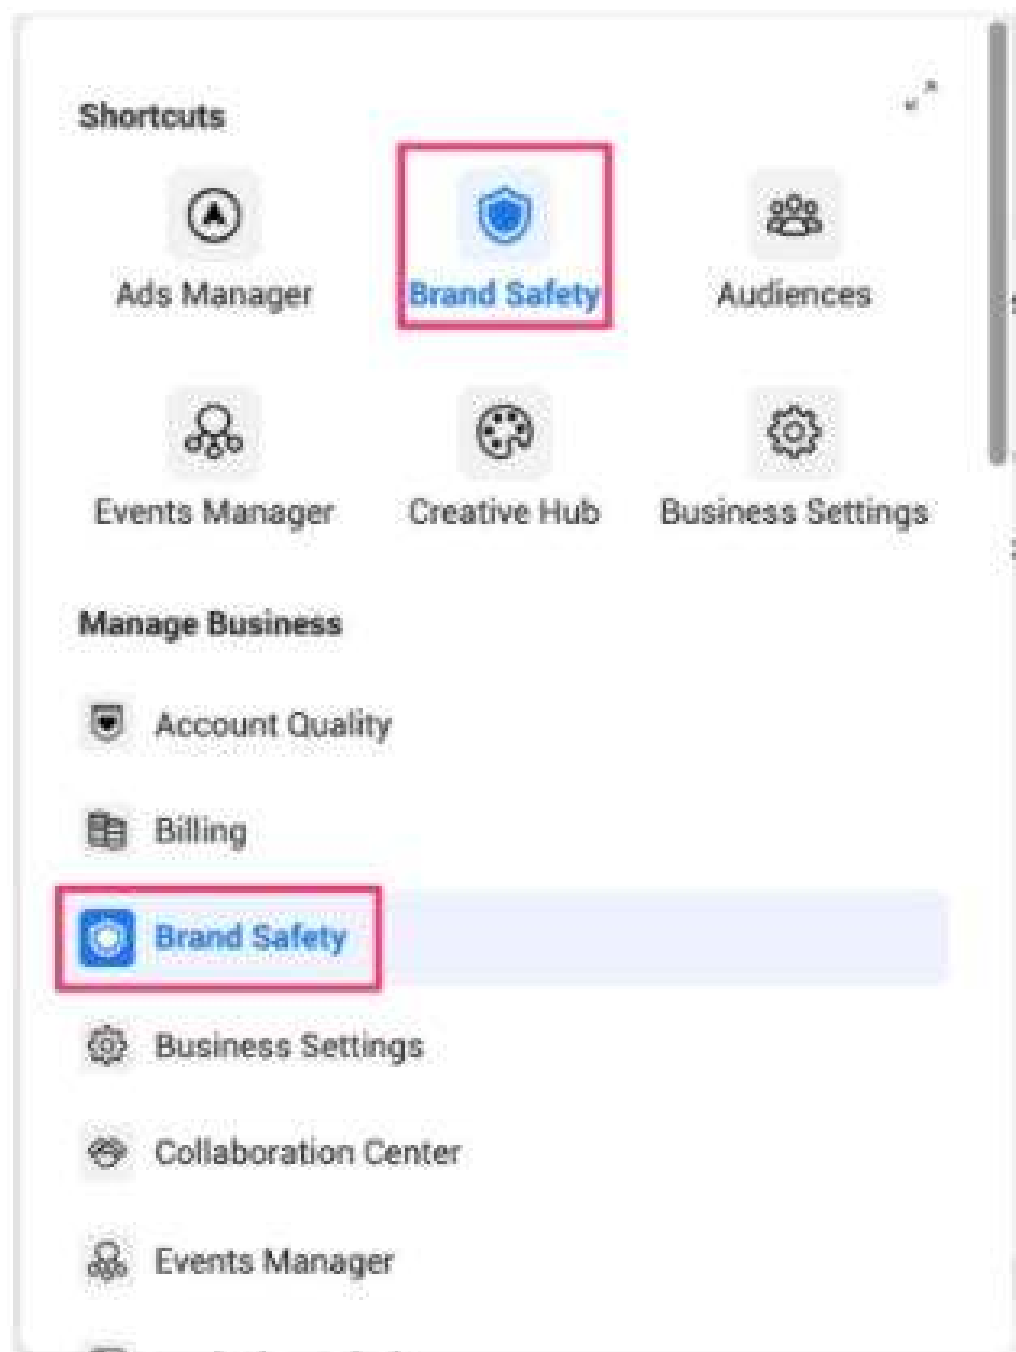 Shortcuts
Ads Manager
Brand Safety
Audiences
Events Manager
Creative Hub
Business Settings
Manage Business
Account Quality
Billing
Brand Safety
Business Settings
Collaboration Center
Events Manager